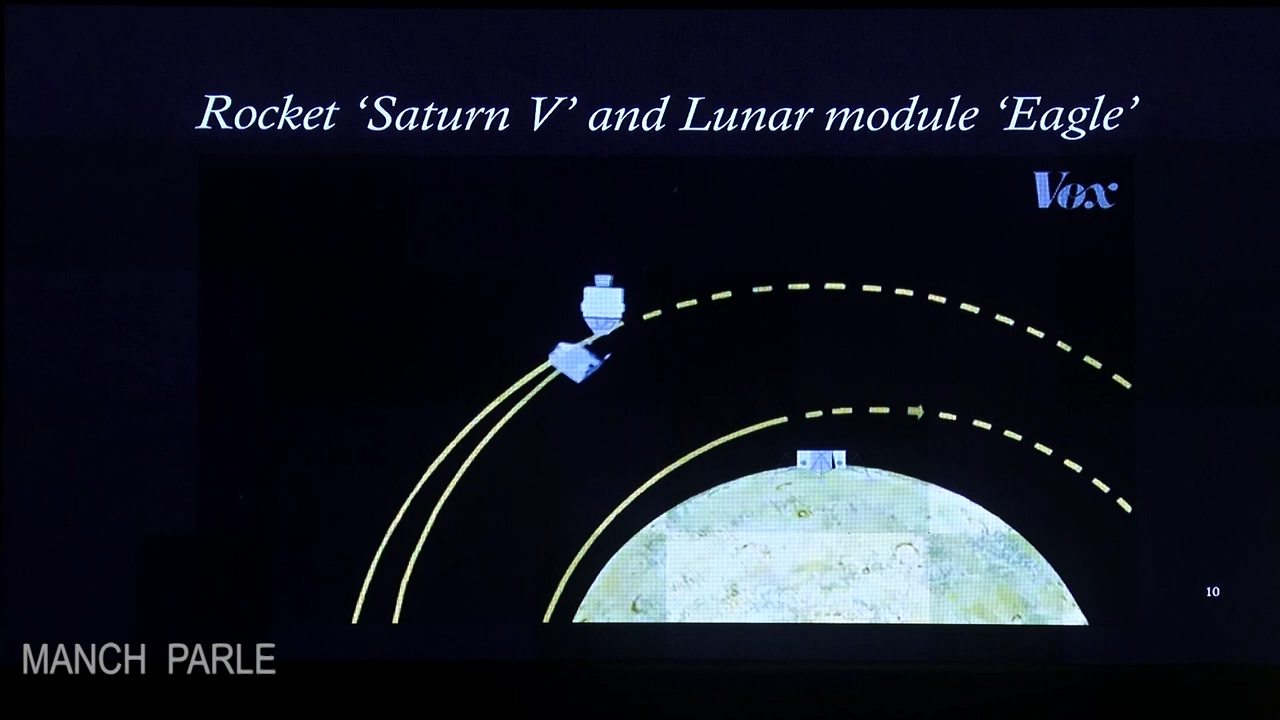 Rocket ‘Saturn V’ and Lunar module ‘Eagle’
Vox
10
MANCH PARLE